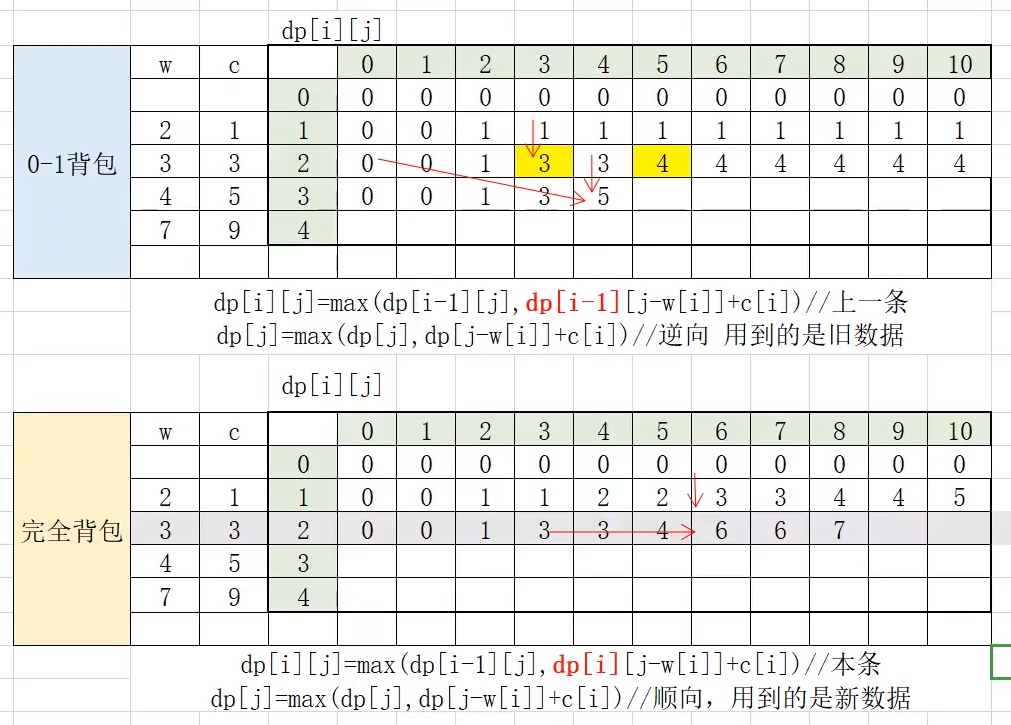 dp[i][j]
w c 0 1 2 3 4 5 6 7 8 9 10
0 0 0 0 0 0 0 0 0 0 0 0
2 1 1 0 0 1 1 1 1 1 1 1 1 1
0-1背包 3 3 2 0 0 1 3 3 4 4 4 4 4 4
4 5 3 0 0 1 3 5
7 9 4
dp[i][j]=max(dp[i-1][j],dp[i-1][j-w[i]]+c[i])//上一条
dp[j]=max(dp[j],dp[j-w[i]]+c[i])//逆向 用到的是旧数据
dp[i][j]
w c 0 1 2 3 4 5 6 7 8 9 10
0 0 0 0 0 0 0 0 0 0 0 0
2 1 1 0 0 1 1 2 2 3 3 4 4 5
完全背包 3 3 2 0 0 1 3 3 4 6 6 7
4 5 3
7 9 4
dp[i][j]=max(dp[i-1][j],dp[i][j-w[i]]+c[i])//本条
dp[j]=max(dp[j],dp[j-w[i]]+c[i])//顺向，用到的是新数据